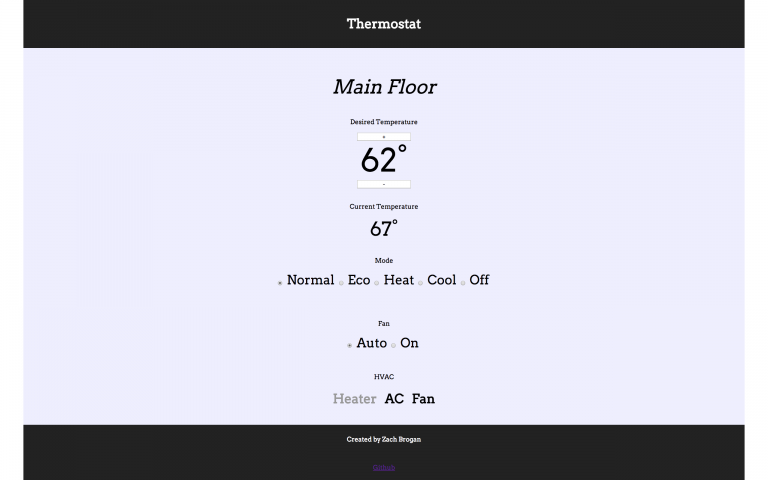 Thermostat
Main Floor
Desired Temperature
+
62°
-
Current Temperature
67°
Mode
Normal Eco Heat Cool Off
Fan
Auto On
HVAC
Heater AC Fan
Created by Zach Brogan
Github